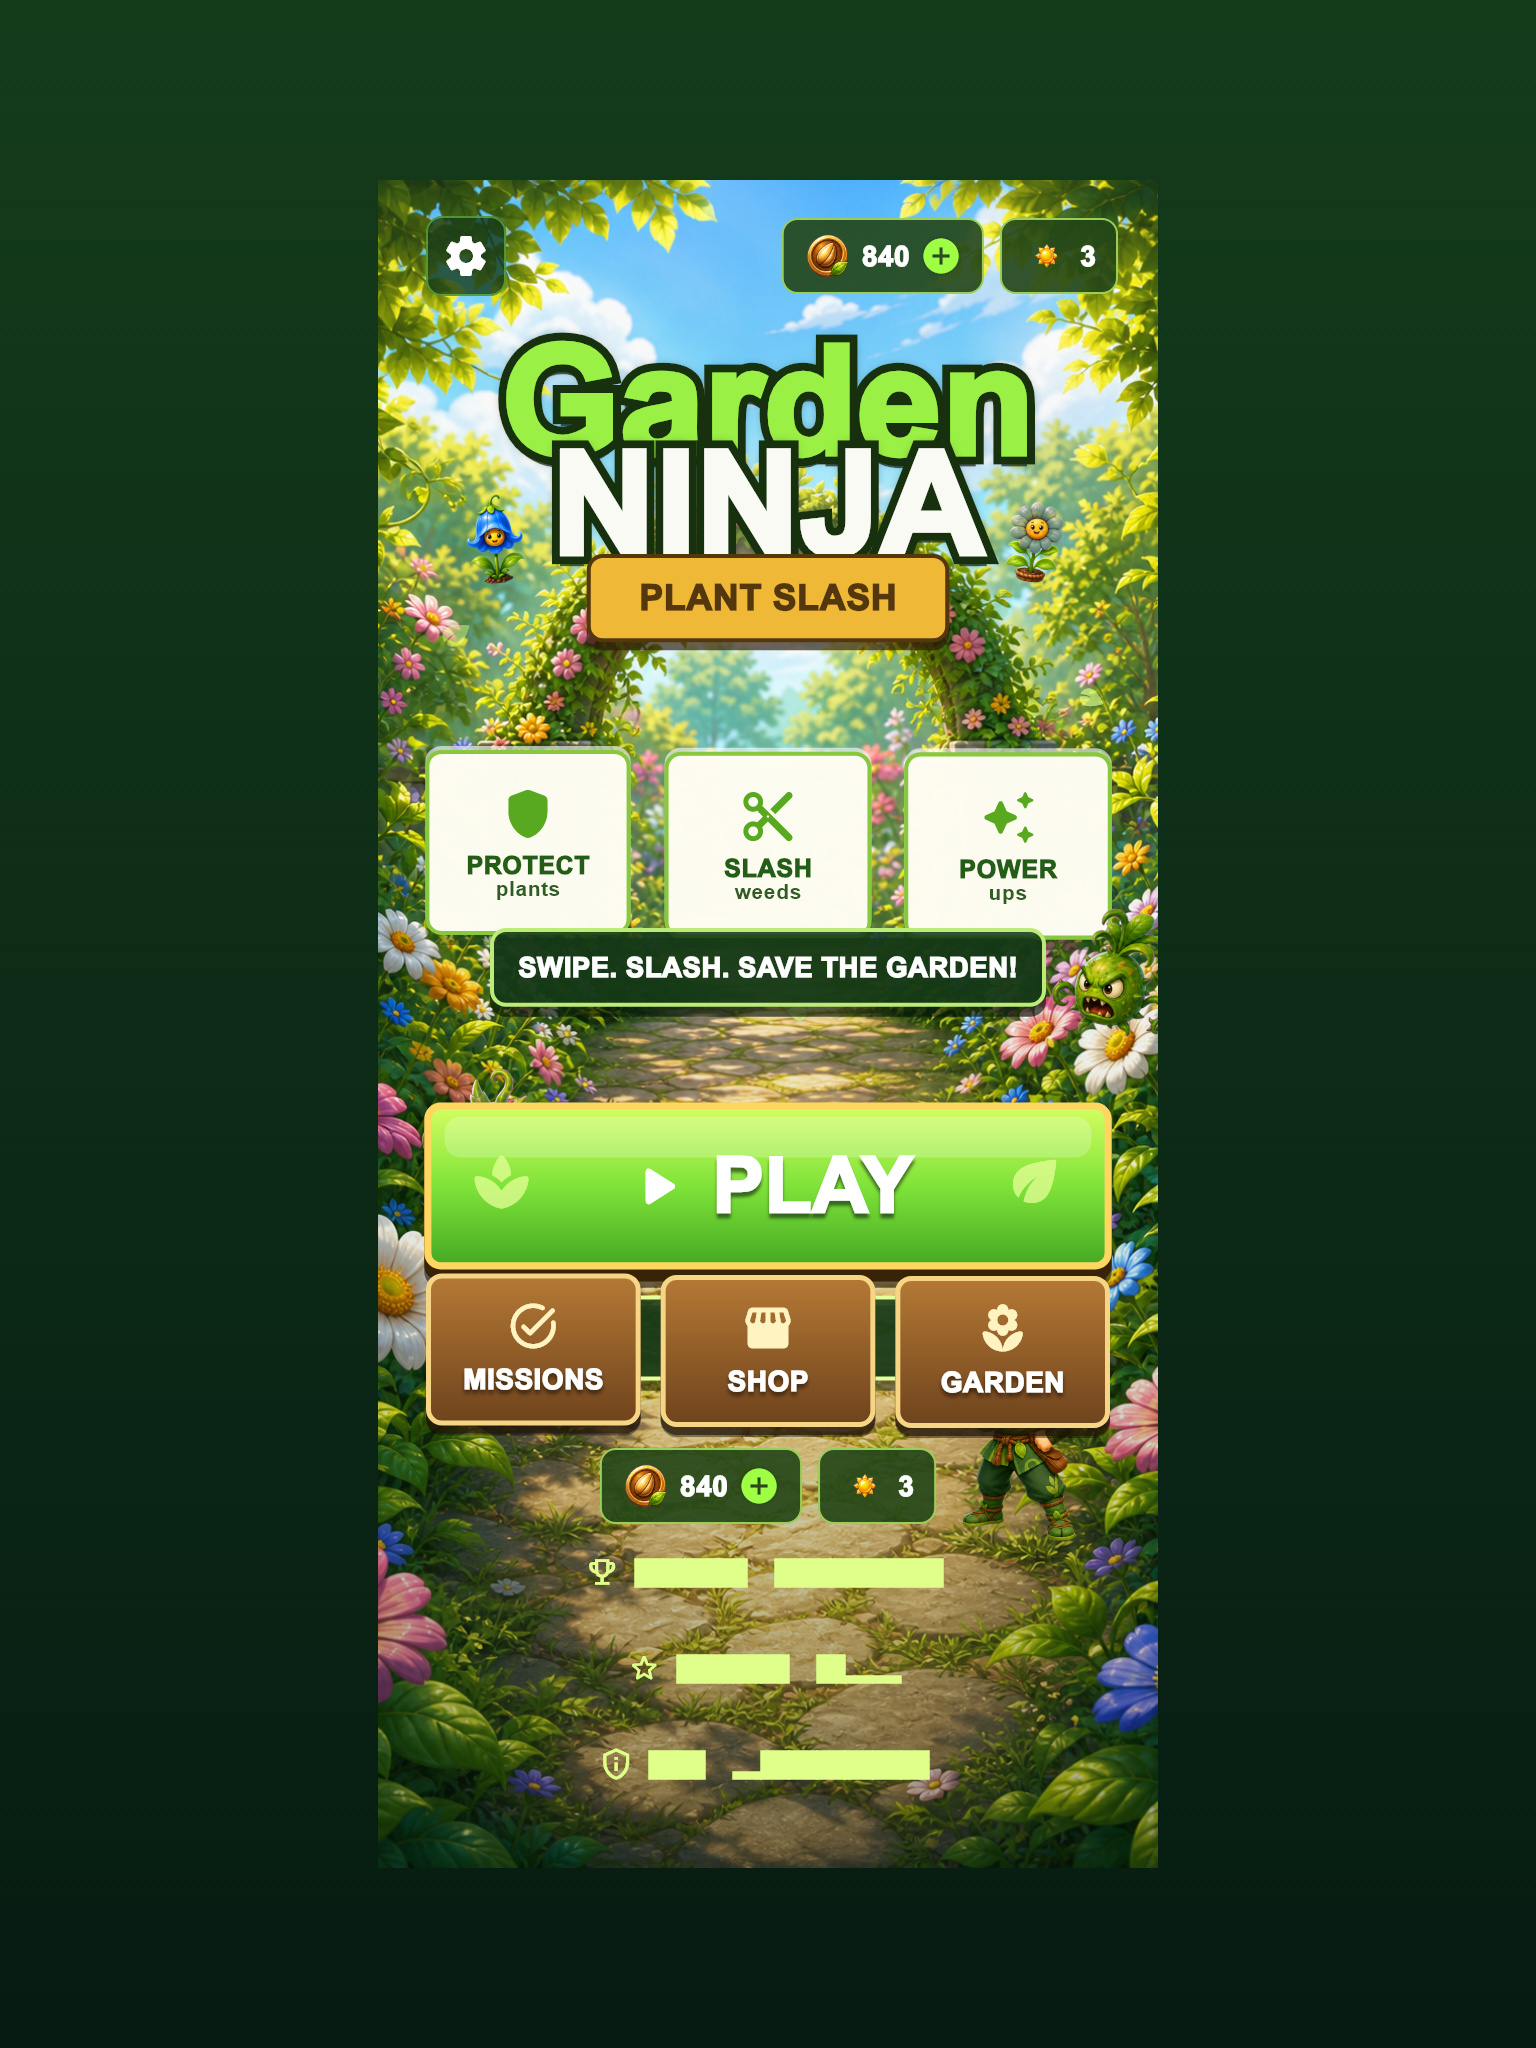 840 + 3
Garden
NINJA
PLANT SLASH
PROTECT
plants
SLASH
weeds
POWER
ups
SWIPE. SLASH. SAVE THE GARDEN!
PLAY
MISSIONS
SHOP
GARDEN
840 + 3